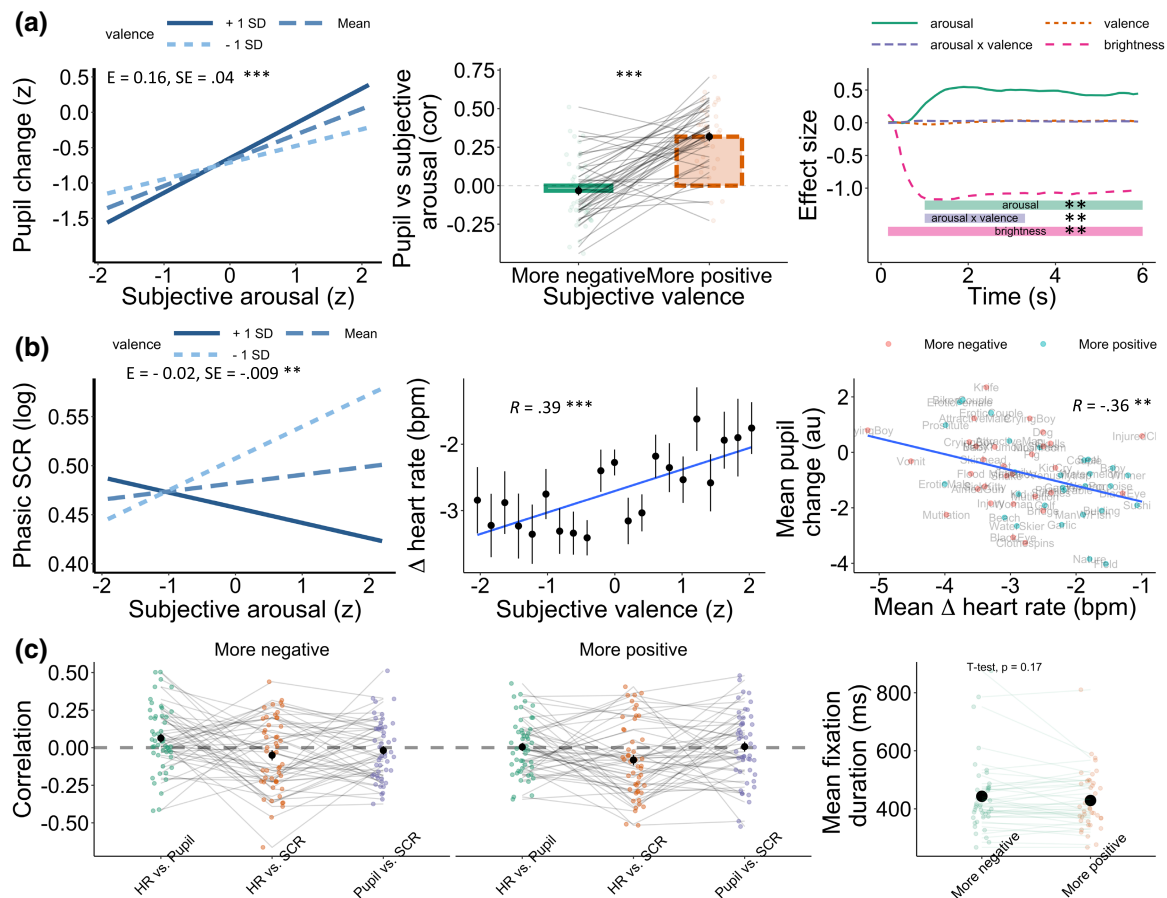 (a)
valence
+ 1 SD
Mean
- 1 SD
E = 0.16, SE = .04 ***
Pupil change (z)
0.5
0.0
-0.5
-1.0
-1.5
-2
-1
0
1
2
Subjective arousal (z)
Pupil vs subjective
arousal (cor)
0.75
0.50
0.25
0.00
-0.25
***
More negative
More positive
Subjective valence
arousal
valence
arousal x valence
brightness
Effect size
0.5
0.0
-0.5
-1.0
arousal **
arousal x valence **
brightness **
0
2
4
6
Time (s)
(b)
valence
+ 1 SD
Mean
- 1 SD
E = - 0.02, SE = -.009 **
Phasic SCR (log)
0.55
0.50
0.45
0.40
-2
-1
0
1
2
Subjective arousal (z)
Δ heart rate (bpm)
R = .39 ***
-2
-3
-2
-1
0
1
2
Subjective valence (z)
More negative
More positive
Mean pupil
change (au)
2
0
-2
-4
R = -.36 **
Knife
EroticCouple
AttractiveMale
CryingBoy
Prostitute
Dog
Vomit
EroticMale
Mutilation
Injury
Beach
WaterSkier
BlackEye
Clothespins
Garlic
Nature
Field
Sushi
-5
-4
-3
-2
-1
Mean Δ heart rate (bpm)
(c)
More negative
More positive
Correlation
0.50
0.25
0.00
-0.25
-0.50
HR vs. Pupil
HR vs. SCR
Pupil vs. SCR
HR vs. Pupil
HR vs. SCR
Pupil vs. SCR
T-test, p = 0.17
Mean fixation
duration (ms)
800
600
400
More negative
More positive